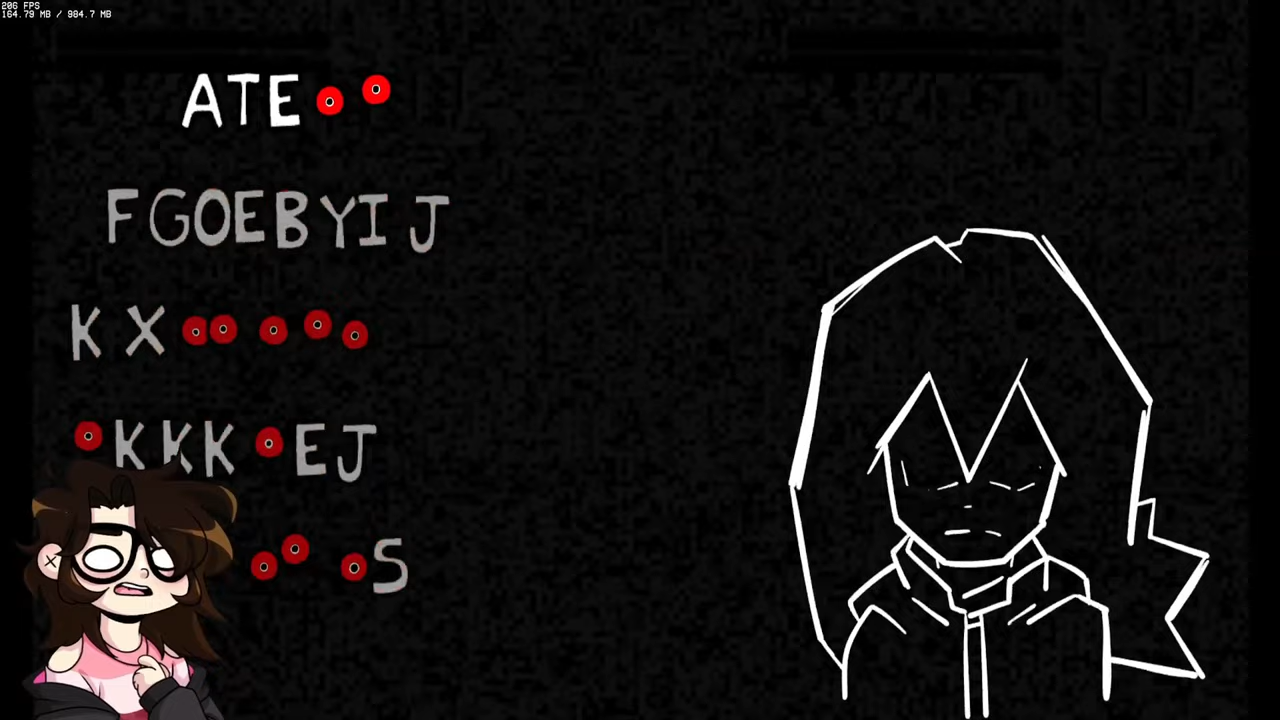 206 FPS
164.79 MB / 984.7 MB
ATE
FGOEBYIJ
KX
KKK EJ
S